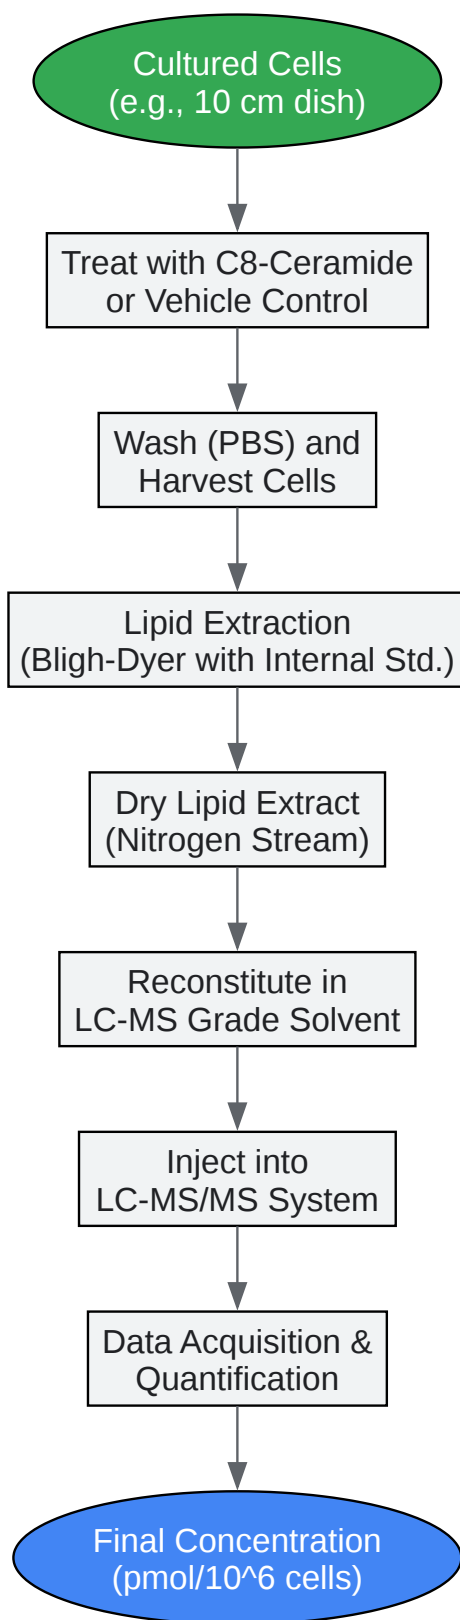 Cultured Cells
(e.g., 10 cm dish)
Treat with C8-Ceramide
or Vehicle Control
Wash (PBS) and
Harvest Cells
Lipid Extraction
(Bligh-Dyer with Internal Std.)
Dry Lipid Extract
(Nitrogen Stream)
Reconstitute in
LC-MS Grade Solvent
Inject into
LC-MS/MS System
Data Acquisition &
Quantification
Final Concentration
(pmol/10^6 cells)